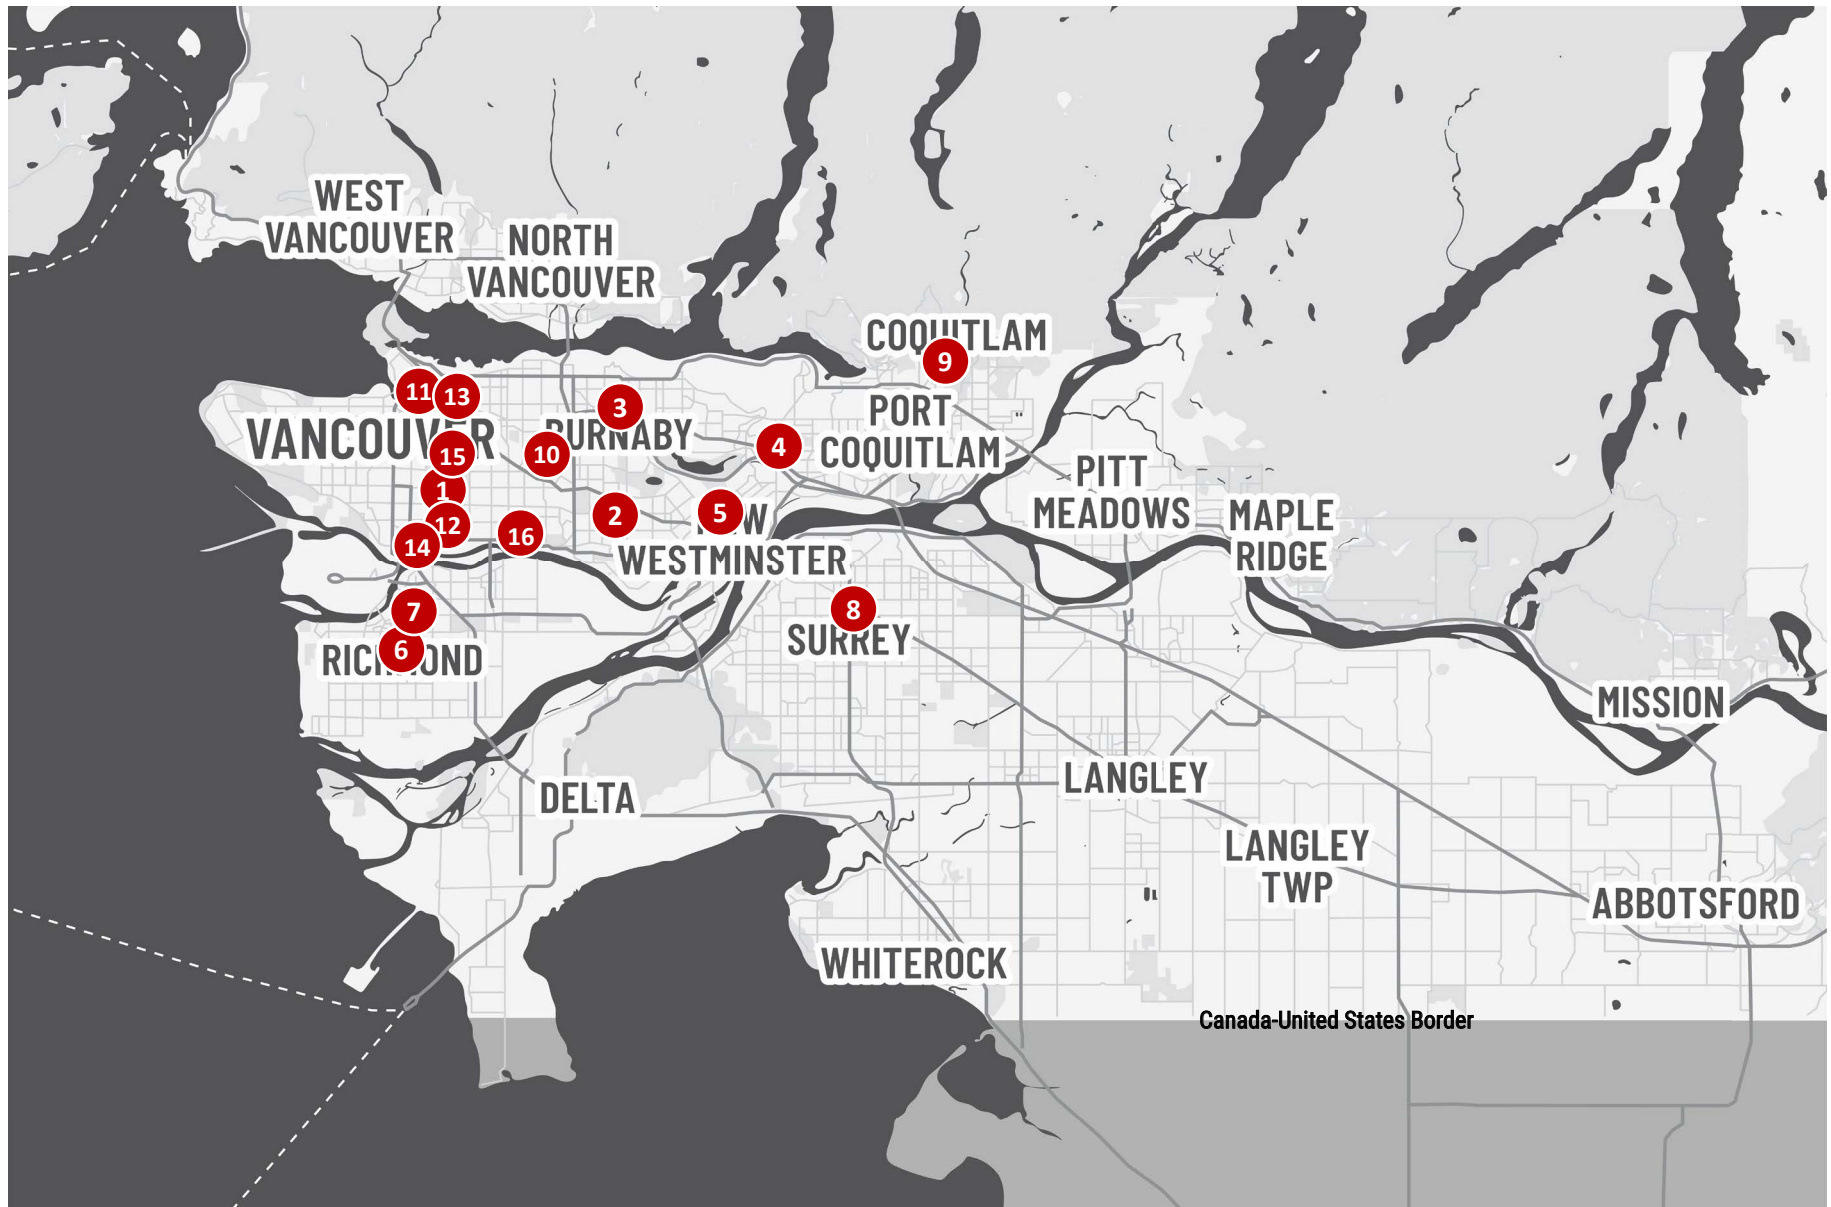 WEST
VANCOUVER
NORTH
VANCOUVER
COQUITLAM
9
11
13
3
PORT
COQUITLAM
VANCOUVER
BURNABY
4
15
10
PITT
MEADOWS
1
2
5
NEW
WESTMINSTER
MAPLE
RIDGE
12
16
14
7
8
SURREY
6
RICHMOND
MISSION
LANGLEY
DELTA
LANGLEY
TWP
ABBOTSFORD
WHITEROCK
Canada-United States Border